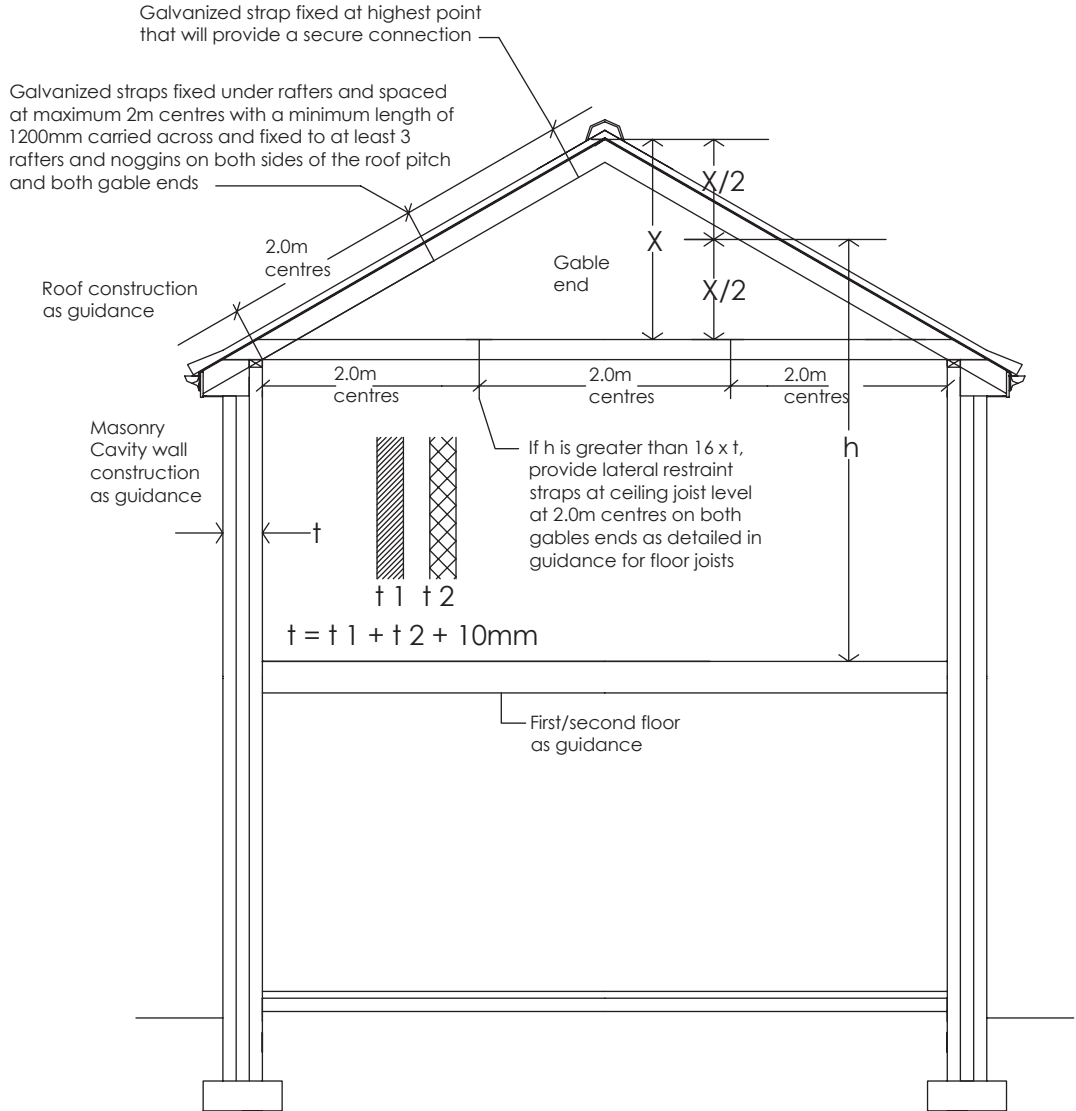 Galvanized strap fixed at highest point
that will provide a secure connection
Galvanized straps fixed under rafters and spaced
at maximum 2m centres with a minimum length of
1200mm carried across and fixed to at least 3
rafters and noggins on both sides of the roof pitch
and both gable ends
2.0m
centres
Roof construction
as guidance
X/2
X
X/2
Gable
end
2.0m
centres
2.0m
centres
2.0m
centres
Masonry
Cavity wall
construction
as guidance
t
If h is greater than 16 x t,
provide lateral restraint
straps at ceiling joist level
at 2.0m centres on both
gables ends as detailed in
guidance for floor joists
h
t 1 t 2
t = t 1 + t 2 + 10mm
First/second floor
as guidance